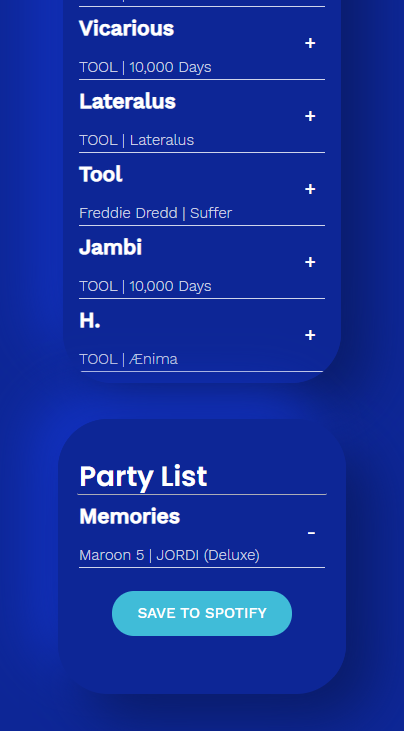 Vicarious
+
TOOL | 10,000 Days
Lateralus
+
TOOL | Lateralus
Tool
+
Freddie Dredd | Suffer
Jambi
+
TOOL | 10,000 Days
H.
+
TOOL | Ænima
Party List
Memories
-
Maroon 5 | JORDI (Deluxe)
SAVE TO SPOTIFY